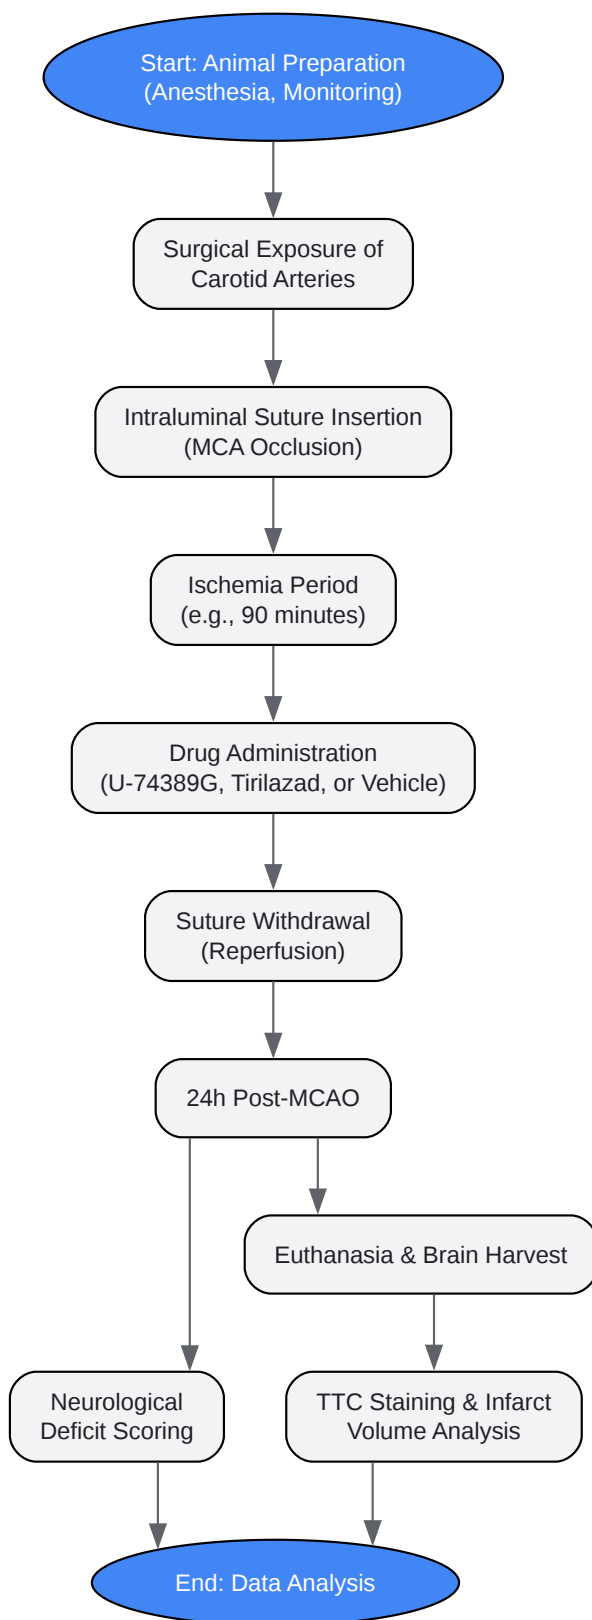 Start: Animal Preparation
(Anesthesia, Monitoring)
Surgical Exposure of
Carotid Arteries
Intraluminal Suture Insertion
(MCA Occlusion)
Ischemia Period
(e.g., 90 minutes)
Drug Administration
(U-74389G, Tirilazad, or Vehicle)
Suture Withdrawal
(Reperfusion)
24h Post-MCAO
Euthanasia & Brain Harvest
Neurological
Deficit Scoring
TTC Staining & Infarct
Volume Analysis
End: Data Analysis